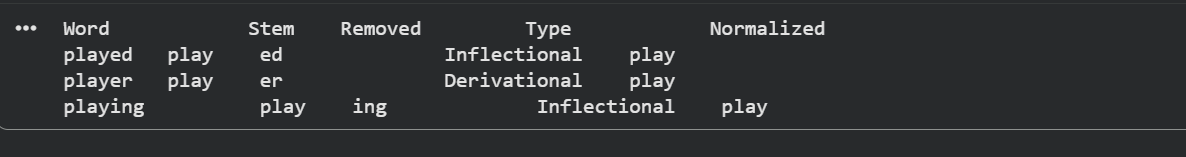 Word Stem Removed Type Normalized
played play ed Inflectional play
player play er Derivational play
playing play ing Inflectional play